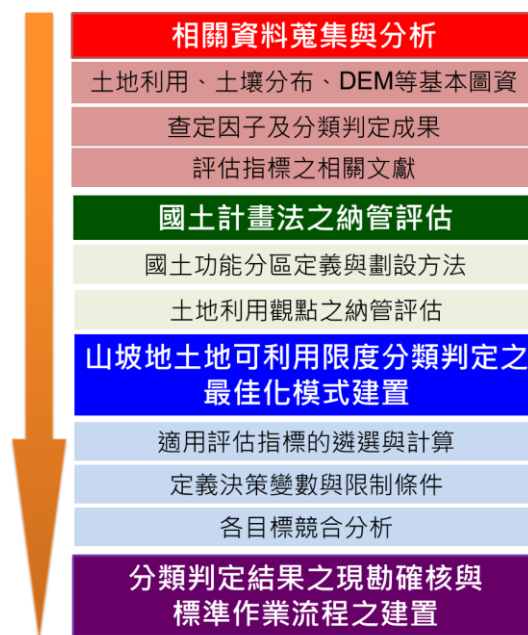 相關資料蒐集與分析
土地利用、土壤分布、DEM等基本圖資
查定因子及分類判定成果
評估指標之相關文獻
國土計畫法之納管評估
國土功能分區定義與劃設方法
土地利用觀點之納管評估
山坡地土地可利用限度分類判定之
最佳化模式建置
適用評估指標的遴選與計算
定義決策變數與限制條件
各目標競合分析
分類判定結果之現勘確核與
標準作業流程之建置